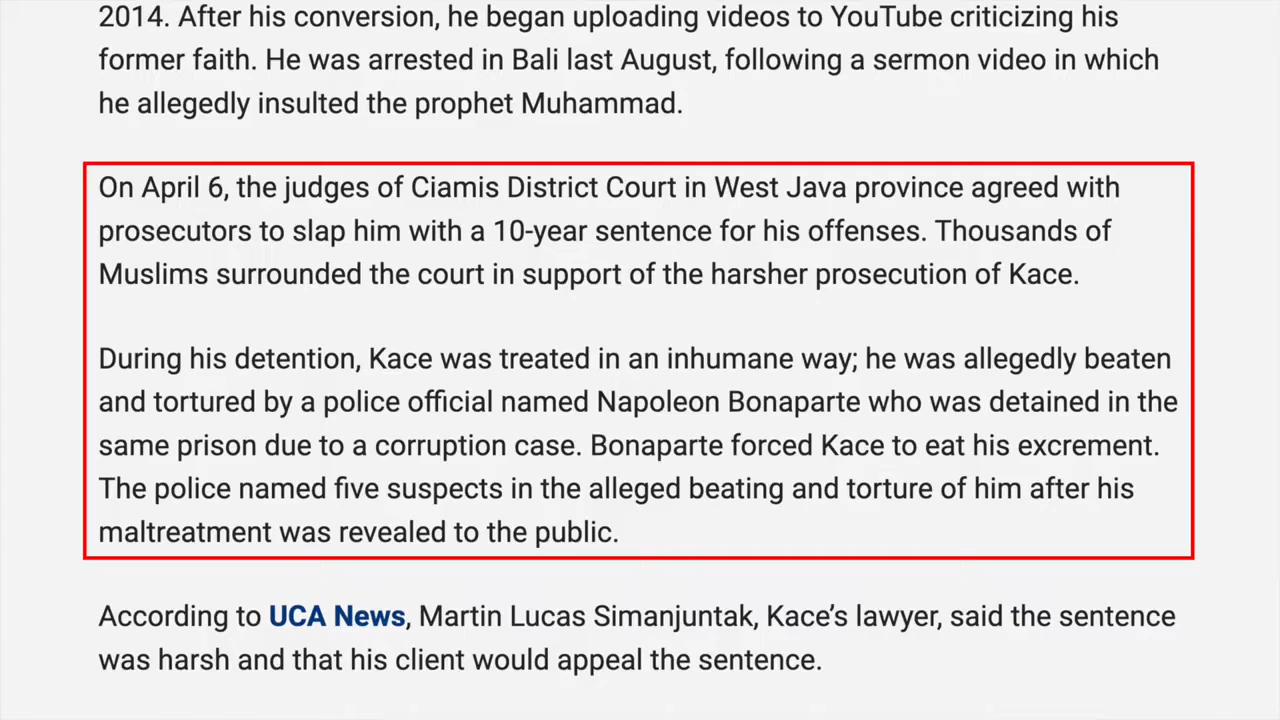 2014. After his conversion, he began uploading videos to YouTube criticizing his
former faith. He was arrested in Bali last August, following a sermon video in which
he allegedly insulted the prophet Muhammad.
On April 6, the judges of Ciamis District Court in West Java province agreed with
prosecutors to slap him with a 10-year sentence for his offenses. Thousands of
Muslims surrounded the court in support of the harsher prosecution of Kace.
During his detention, Kace was treated in an inhumane way; he was allegedly beaten
and tortured by a police official named Napoleon Bonaparte who was detained in the
same prison due to a corruption case. Bonaparte forced Kace to eat his excrement.
The police named five suspects in the alleged beating and torture of him after his
maltreatment was revealed to the public.
According to UCA News, Martin Lucas Simanjuntak, Kace’s lawyer, said the sentence
was harsh and that his client would appeal the sentence.